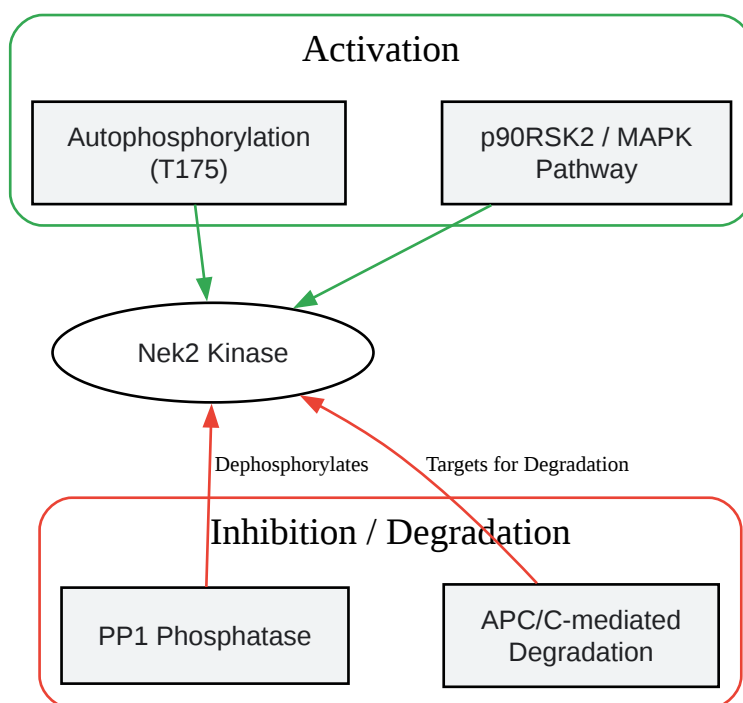 Activation
Autophosphorylation
(T175)
p90RSK2 / MAPK
Pathway
Nek2 Kinase
Dephosphorylates
Targets for Degradation
Inhibition / Degradation
PP1 Phosphatase
APC/C-mediated
Degradation